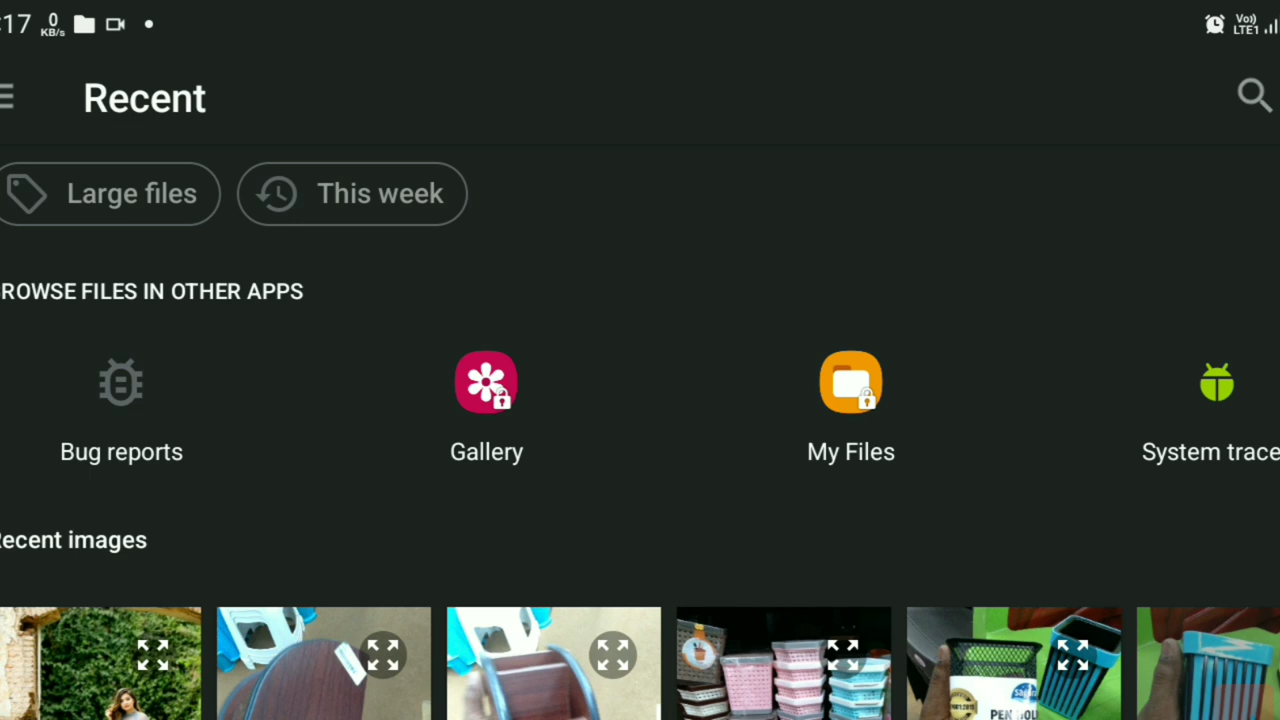 :17 0 KB/s
Vo)) LTE1
Recent
Large files
This week
ROWSE FILES IN OTHER APPS
Bug reports
Gallery
My Files
System trace
ecent images
PEN